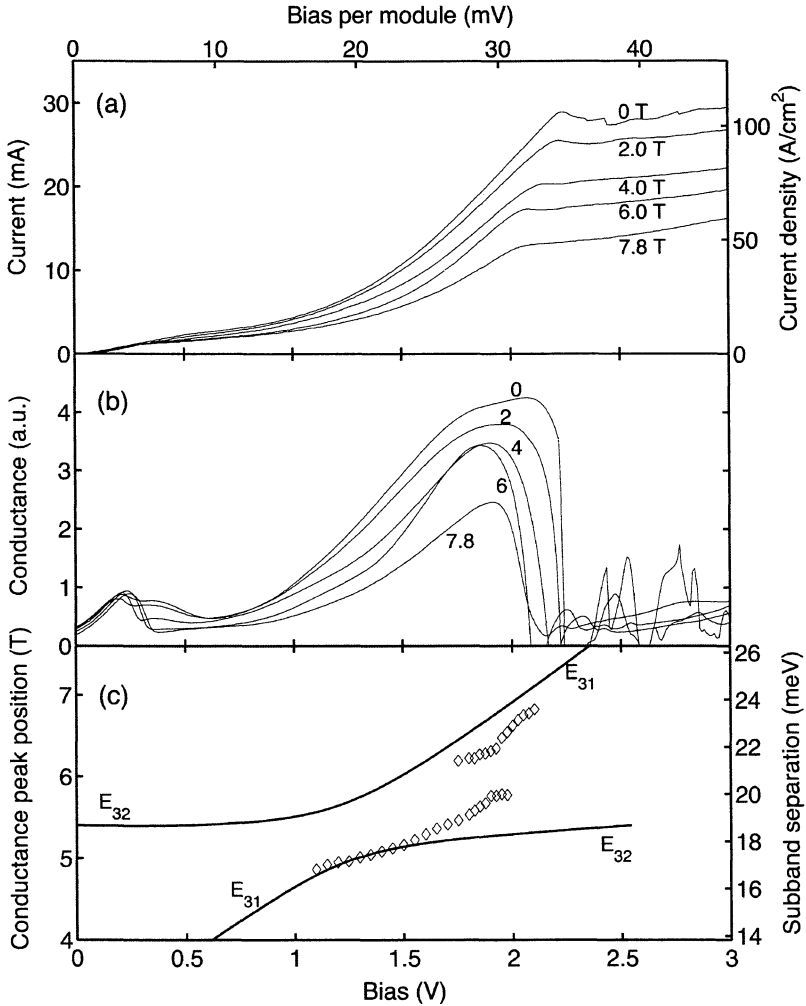 Bias per module (mV)
0 10 20 30 40
(a)
Current (mA)
30
20
10
0
0 T
2.0 T
4.0 T
6.0 T
7.8 T
100
50
0
Current density (A/cm²)
(b)
Conductance (a.u.)
4
3
2
1
0
0
2
4
6
7.8
(c)
Conductance peak position (T)
7
6
5
4
E₃₂
E₃₁
E₃₁
E₃₂
26
24
22
20
18
16
14
Subband separation (meV)
0 0.5 1 1.5 2 2.5 3
Bias (V)